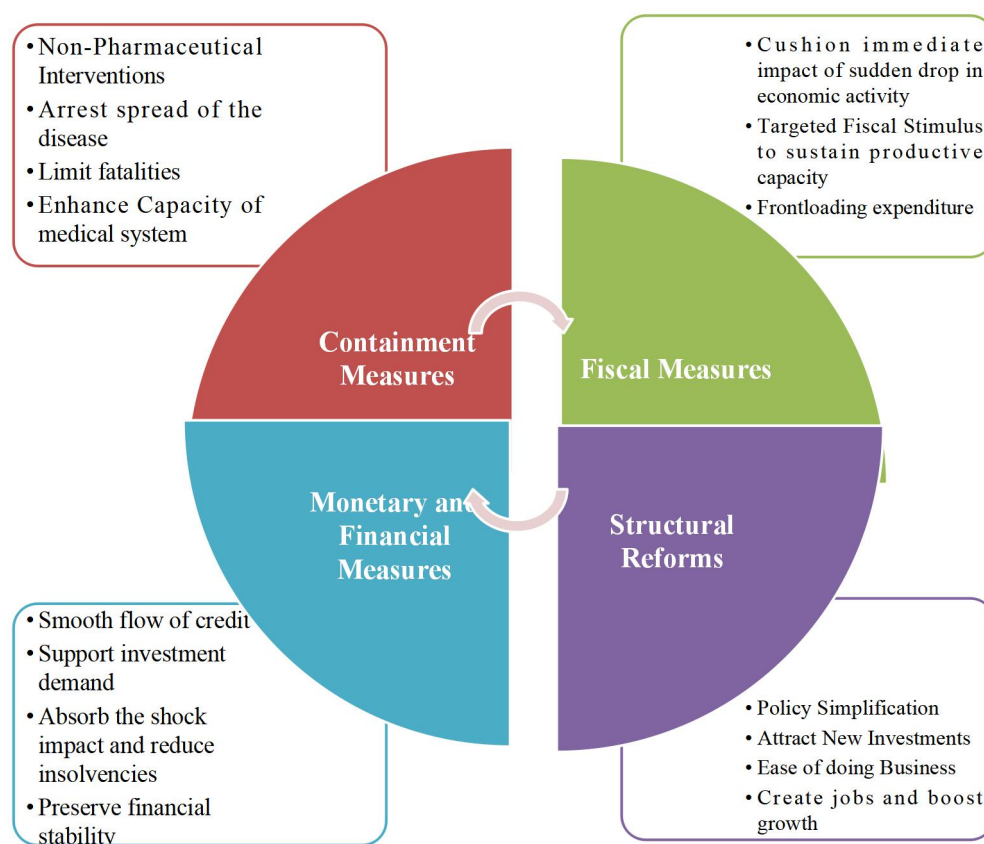 • Non-Pharmaceutical
Interventions
• Arrest spread of the
disease
• Limit fatalities
• Enhance Capacity of
medical system
• Cushion immediate
impact of sudden drop in
economic activity
• Targeted Fiscal Stimulus
to sustain productive
capacity
• Frontloading expenditure
Containment
Measures
Fiscal Measures
Monetary and
Financial
Measures
Structural
Reforms
• Smooth flow of credit
• Support investment
demand
• Absorb the shock
impact and reduce
insolvencies
• Preserve financial
stability
• Policy Simplification
• Attract New Investments
• Ease of doing Business
• Create jobs and boost
growth